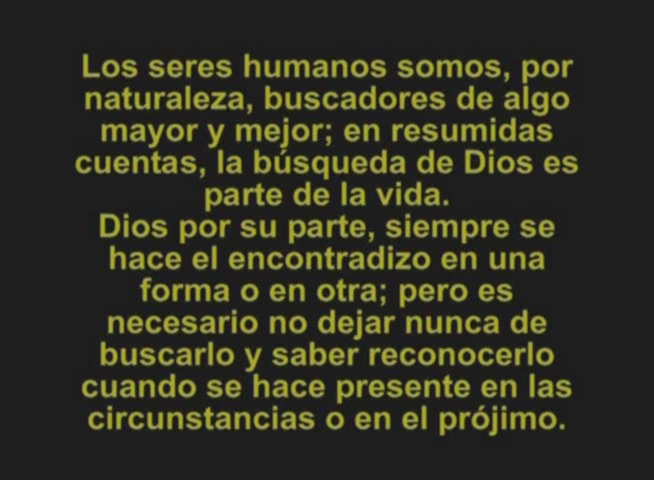 Los seres humanos somos, por
naturaleza, buscadores de algo
mayor y mejor; en resumidas
cuentas, la búsqueda de Dios es
parte de la vida.
Dios por su parte, siempre se
hace el encontradizo en una
forma o en otra; pero es
necesario no dejar nunca de
buscarlo y saber reconocerlo
cuando se hace presente en las
circunstancias o en el prójimo.